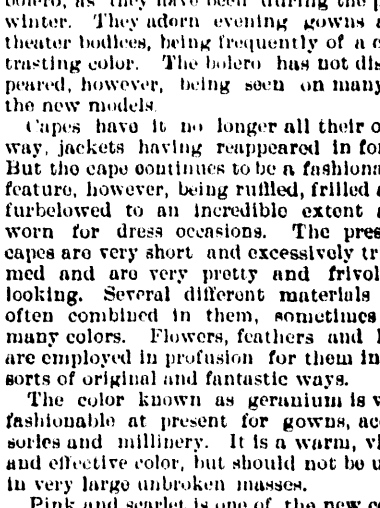 bolero, as they have been during the p
winter. They adorn evening gowns a
theater bodices, being frequently of a c
trasting color. The bolero has not dis
peared, however, being seen on many
the new models.
Capes have it no longer all their o
way, jackets having reappeared in for
But the cape continues to be a fashiona
feature, however, being ruffled, frilled a
furbelowed to an incredible extent a
worn for dress occasions. The pres
capes are very short and excessively tr
med and are very pretty and frivol
looking. Several different materials
often combined in them, sometimes
many colors. Flowers, feathers and l
are employed in profusion for them in
sorts of original and fantastic ways.
The color known as geranium is v
fashionable at present for gowns, acc
sories and millinery. It is a warm, vi
and effective color, but should not be u
in very large unbroken masses.
Pink and scarlet is one of the new co